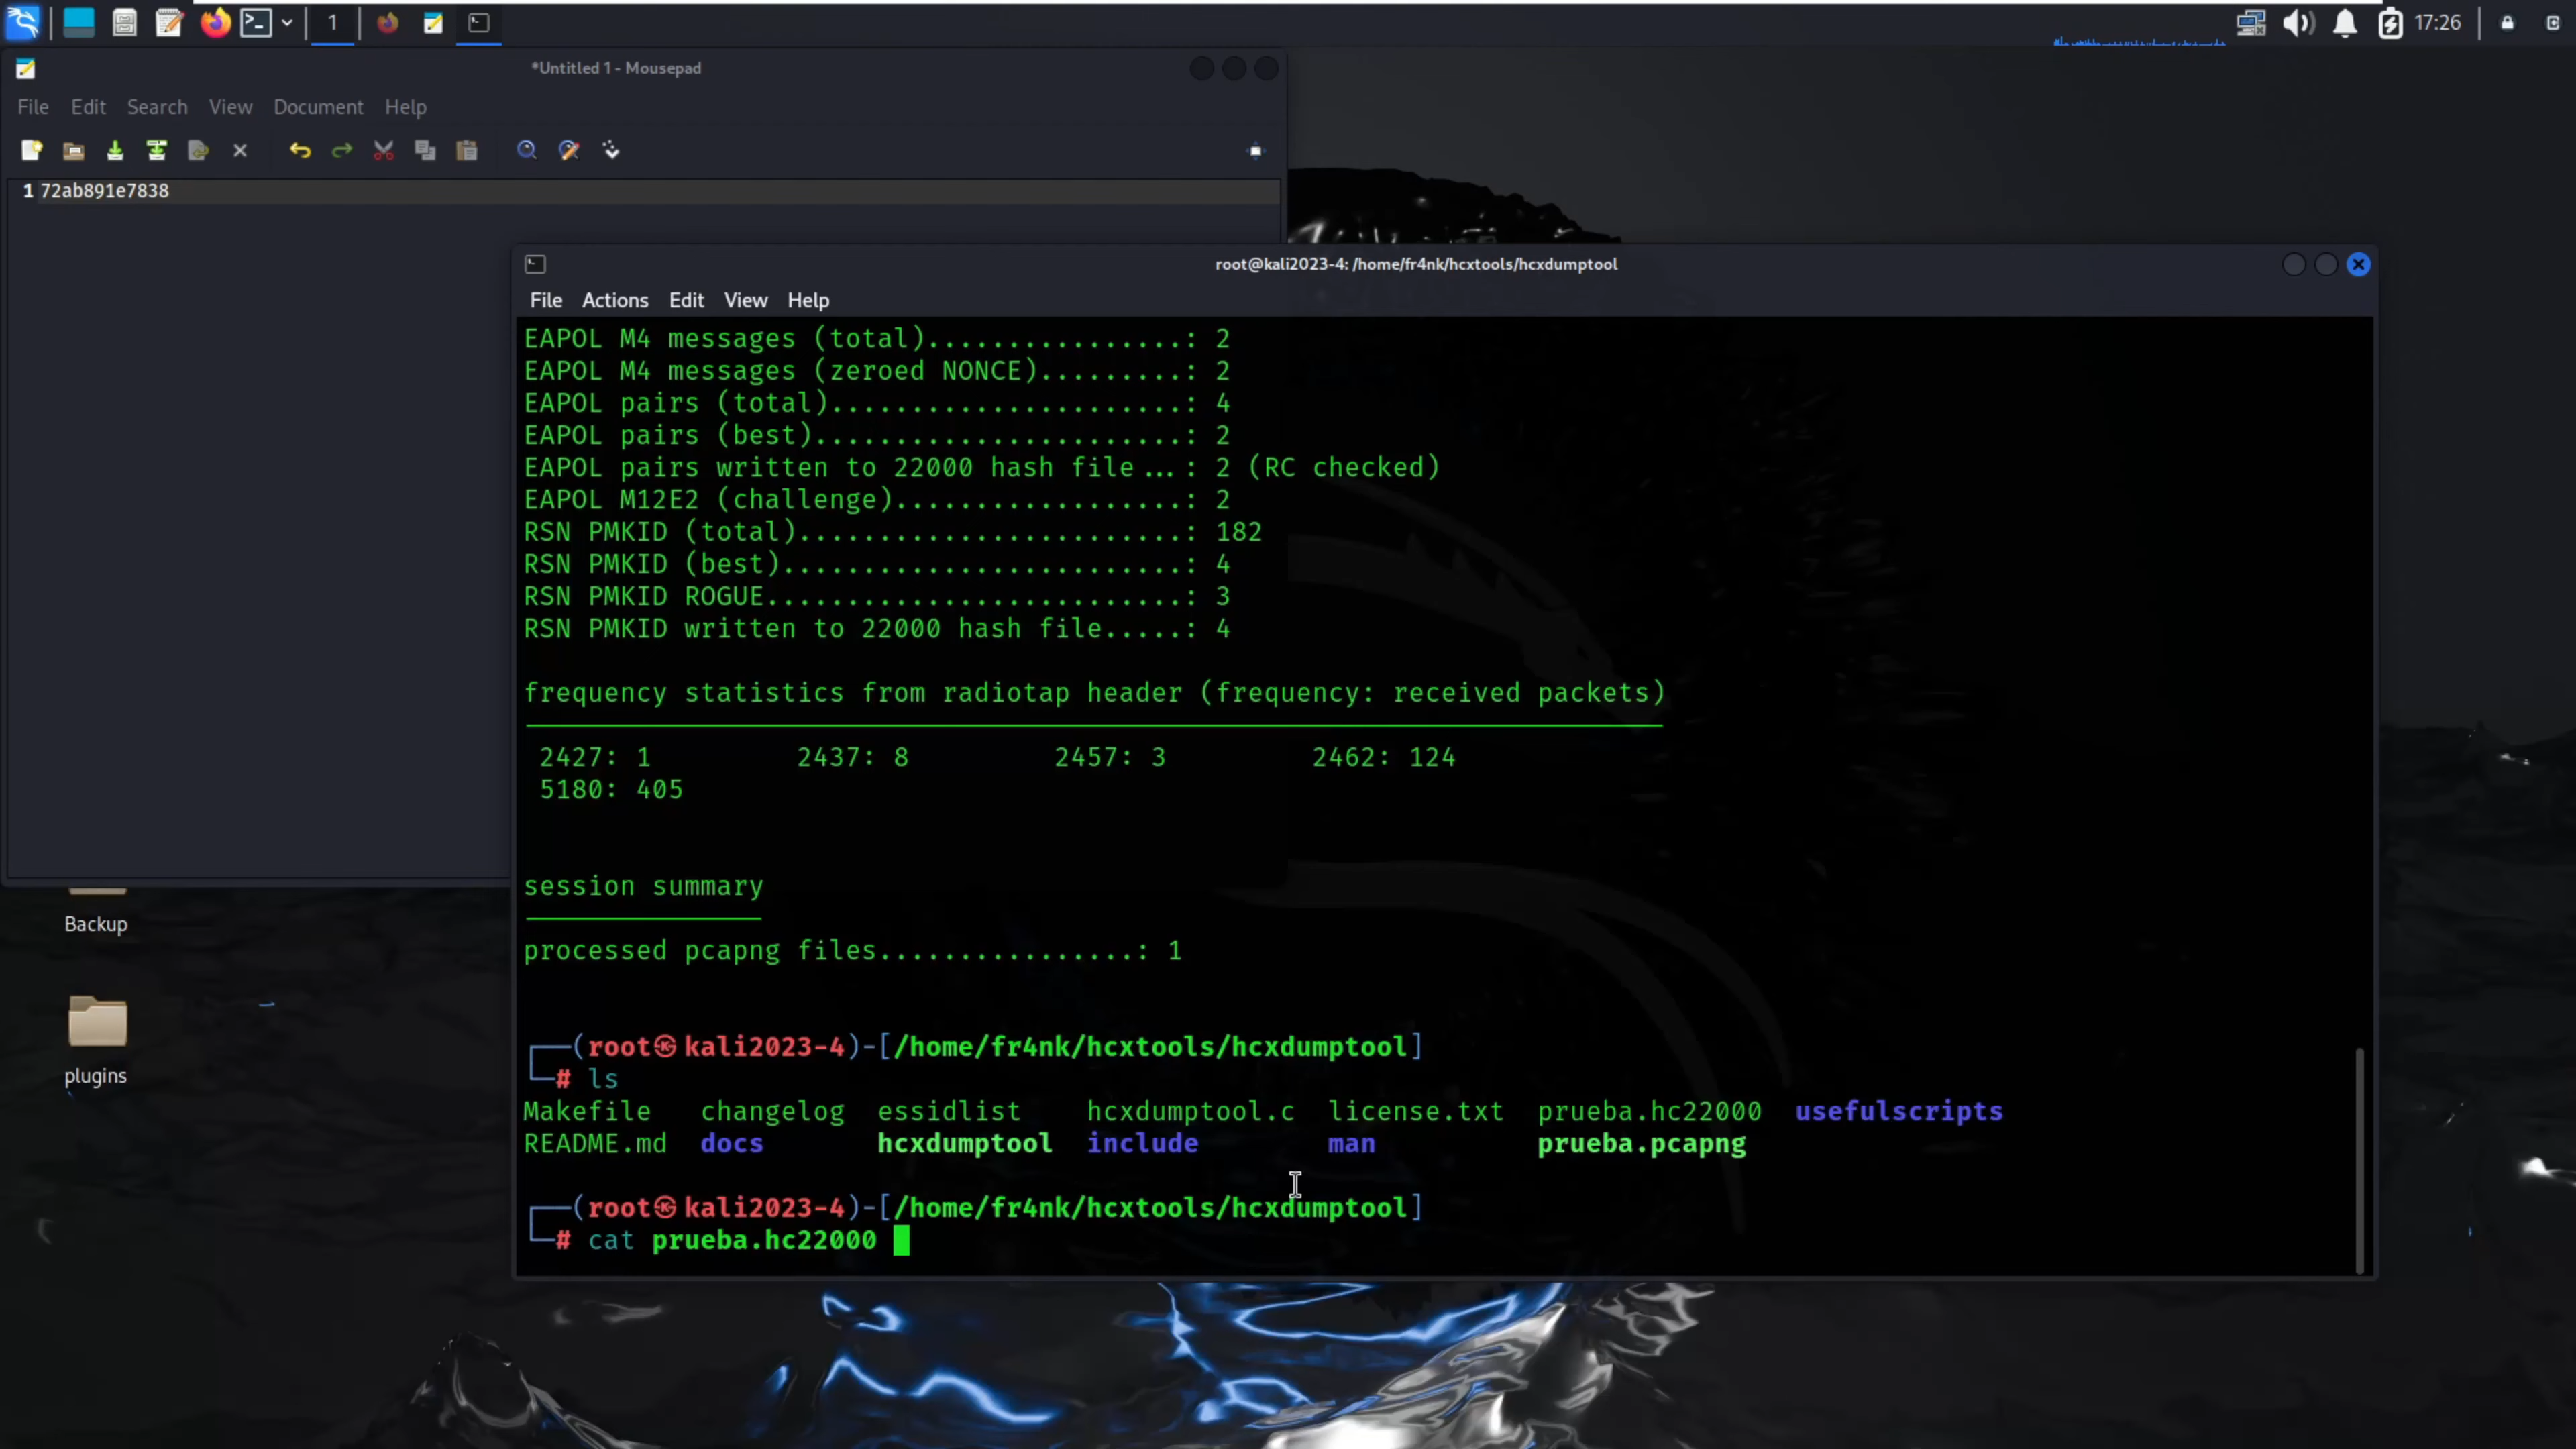 1
17:26
*Untitled 1 - Mousepad
File Edit Search View Document Help
1 72ab891e7838
root@kali2023-4: /home/fr4nk/hcxtools/hcxdumptool
File Actions Edit View Help
EAPOL M4 messages (total)................: 2
EAPOL M4 messages (zeroed NONCE).........: 2
EAPOL pairs (total)......................: 4
EAPOL pairs (best).......................: 2
EAPOL pairs written to 22000 hash file...: 2 (RC checked)
EAPOL M12E2 (challenge)..................: 2
RSN PMKID (total)........................: 182
RSN PMKID (best).........................: 4
RSN PMKID ROGUE..........................: 3
RSN PMKID written to 22000 hash file.....: 4
frequency statistics from radiotap header (frequency: received packets)
2427: 1 2437: 8 2457: 3 2462: 124
5180: 405
session summary
processed pcapng files................: 1
┌──(root㉿kali2023-4)-[/home/fr4nk/hcxtools/hcxdumptool]
└─# ls
Makefile changelog essidlist hcxdumptool.c license.txt prueba.hc22000 usefulscripts
README.md docs hcxdumptool include man prueba.pcapng
┌──(root㉿kali2023-4)-[/home/fr4nk/hcxtools/hcxdumptool]
└─# cat prueba.hc22000
Backup
plugins